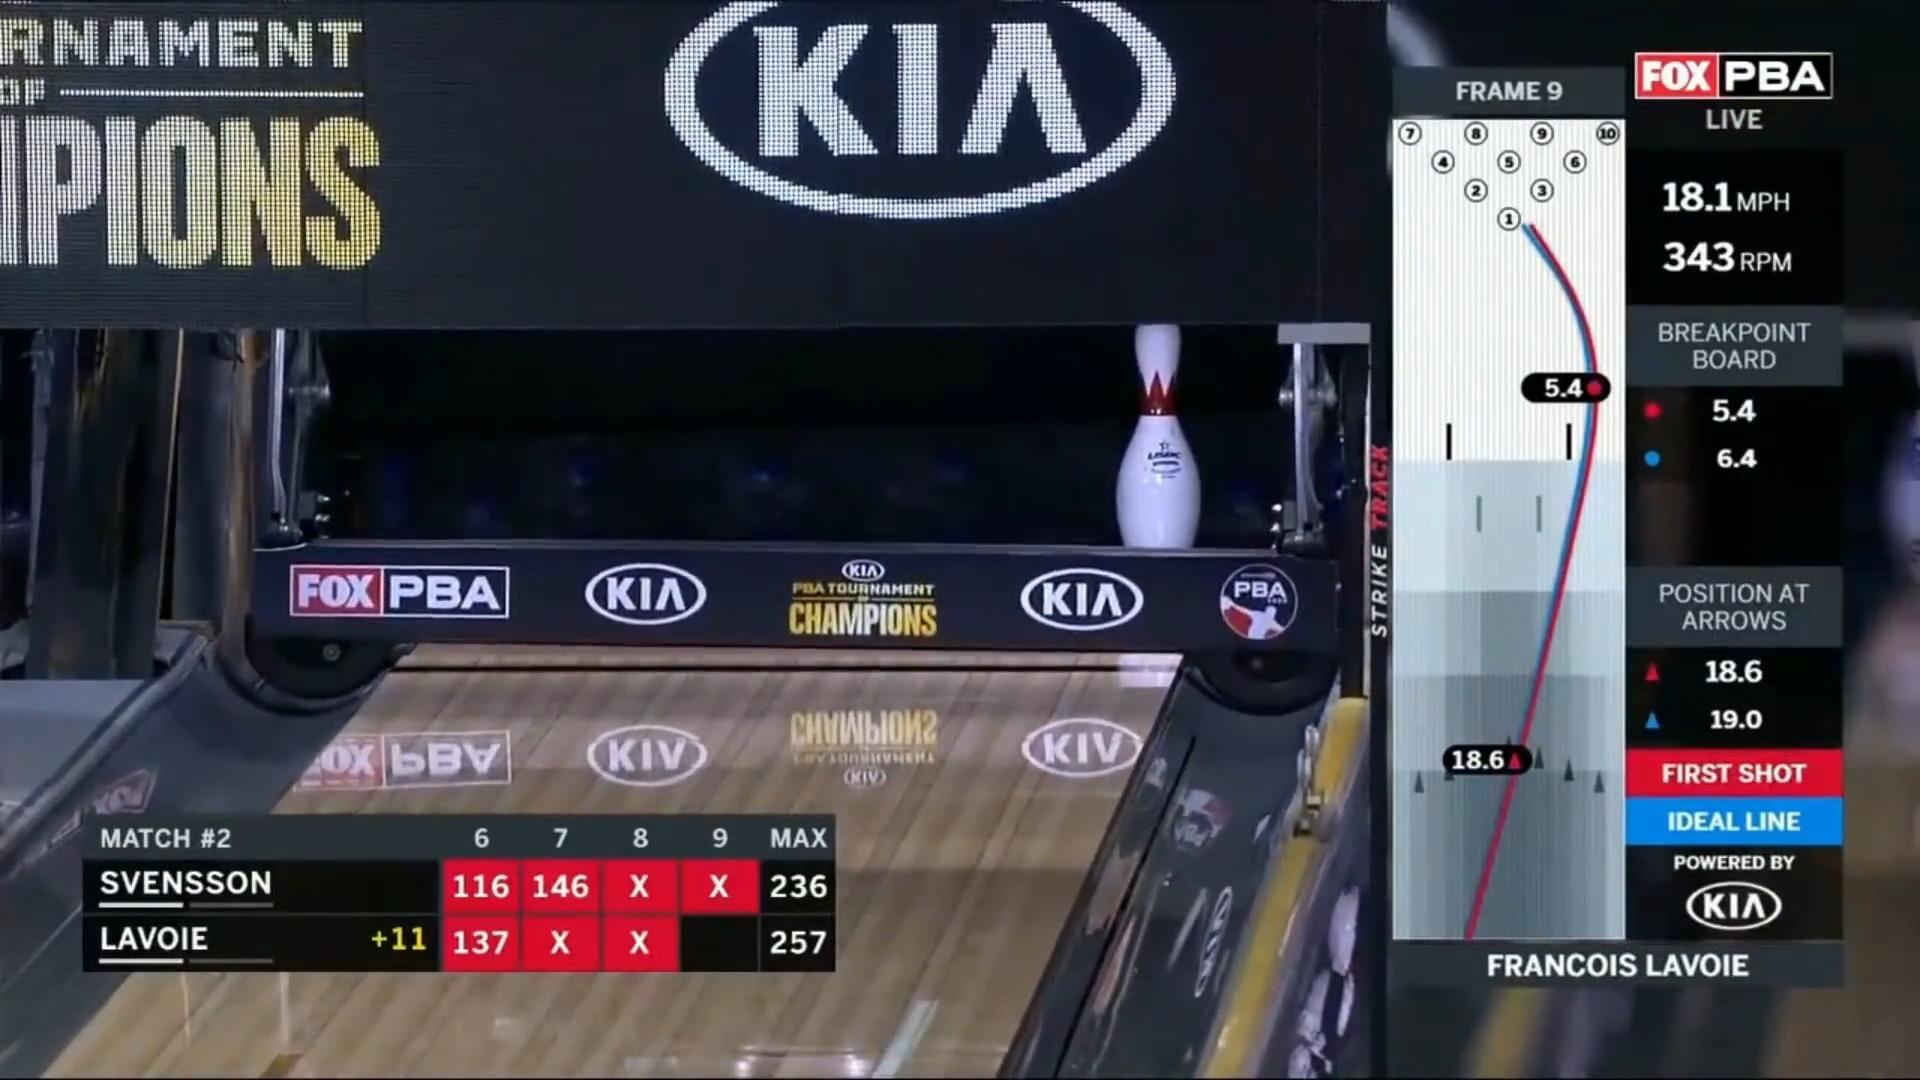 RNAMENT
OF
MPIONS
KIA
FOX PBA
KIA
KIA
PBA TOURNAMENT
OF
CHAMPIONS
KIA
PBA
USBC
MATCH #2 6 7 8 9 MAX
SVENSSON 116 146 X X 236
LAVOIE +11 137 X X 257
STRIKE TRACK
FRAME 9
7 8 9 10
4 5 6
2 3
1
5.4
18.6
FOX PBA
LIVE
18.1 MPH
343 RPM
BREAKPOINT
BOARD
5.4
6.4
POSITION AT
ARROWS
18.6
19.0
FIRST SHOT
IDEAL LINE
POWERED BY
KIA
FRANCOIS LAVOIE